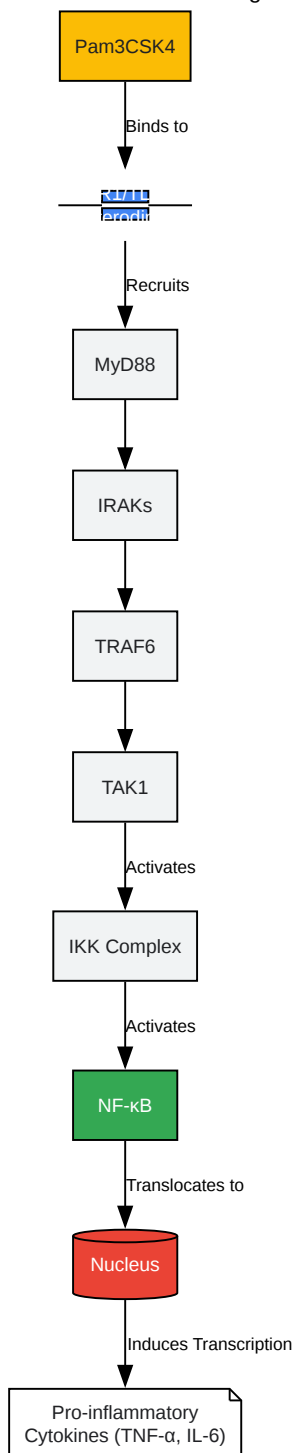 Pam3CSK4
Binds to
Recruits
MyD88
IRAKs
TRAF6
TAK1
Activates
IKK Complex
Activates
NF-κB
Translocates to
Nucleus
Induces Transcription
Pro-inflammatory
Cytokines (TNF-α, IL-6)